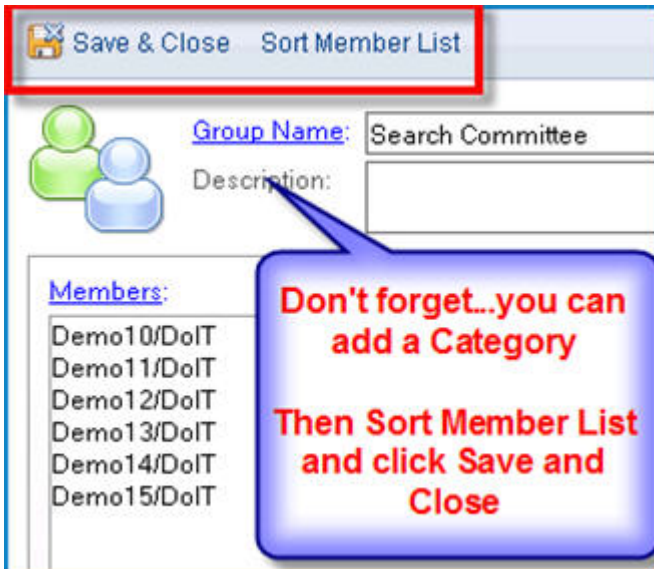 Save & Close Sort Member List
Group Name: Search Committee
Description:
Don't forget...you can
add a Category
Then Sort Member List
and click Save and
Close
Members:
Demo10/DoIT
Demo11/DoIT
Demo12/DoIT
Demo13/DoIT
Demo14/DoIT
Demo15/DoIT